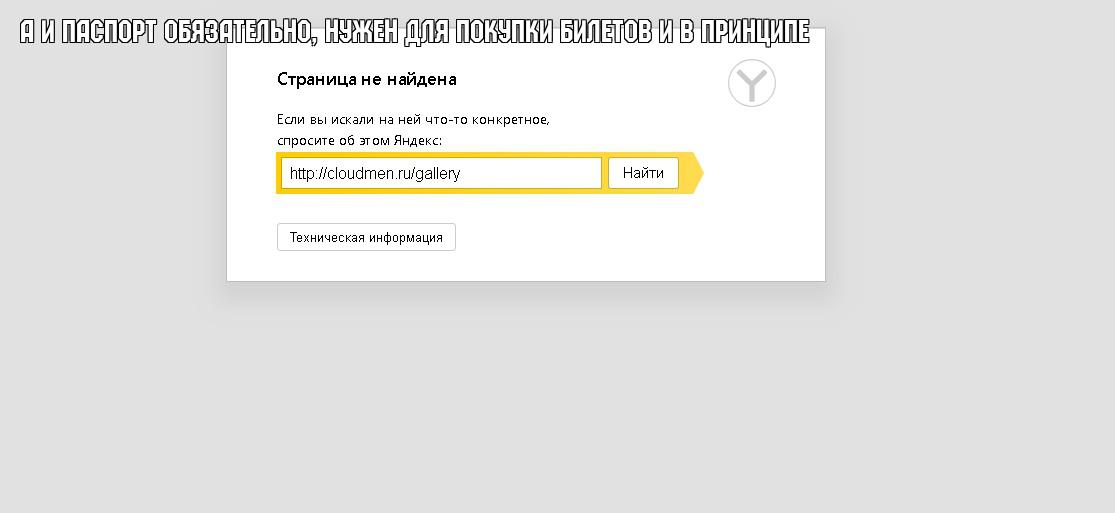 А И ПАСПОРТ ОБЯЗАТЕЛЬНО, НУЖЕН ДЛЯ ПОКУПКИ БИЛЕТОВ И В ПРИНЦИПЕ
Страница не найдена
Если вы искали на ней что-то конкретное,
спросите об этом Яндекс:
http://cloudmen.ru/gallery
Найти
Техническая информация